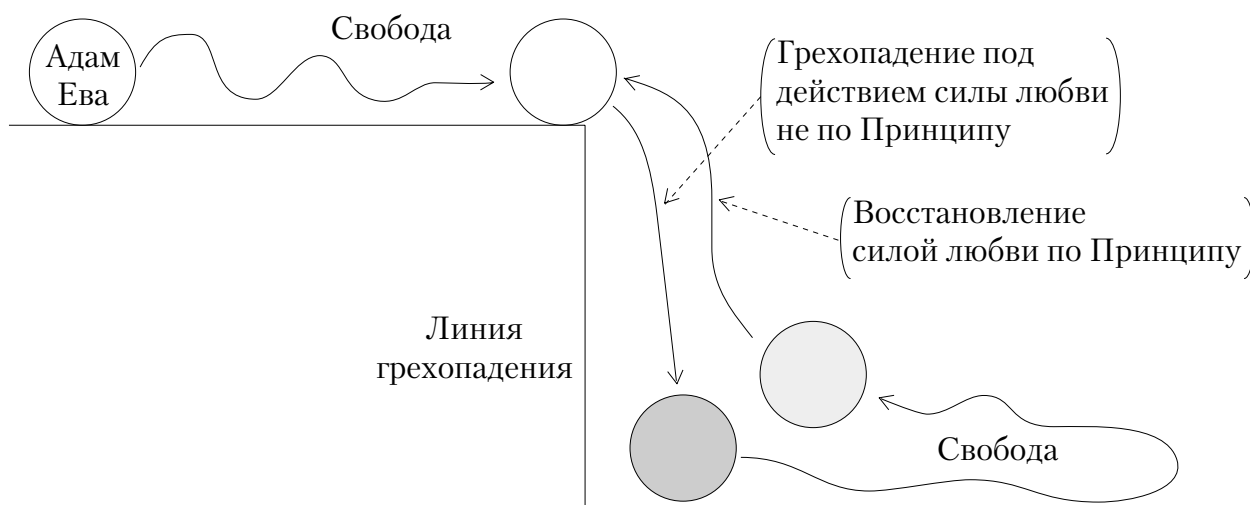 Адам
Ева
Свобода
Грехопадение под
действием силы любви
не по Принципу
Восстановление
силой любви по Принципу
Линия
грехопадения
Свобода